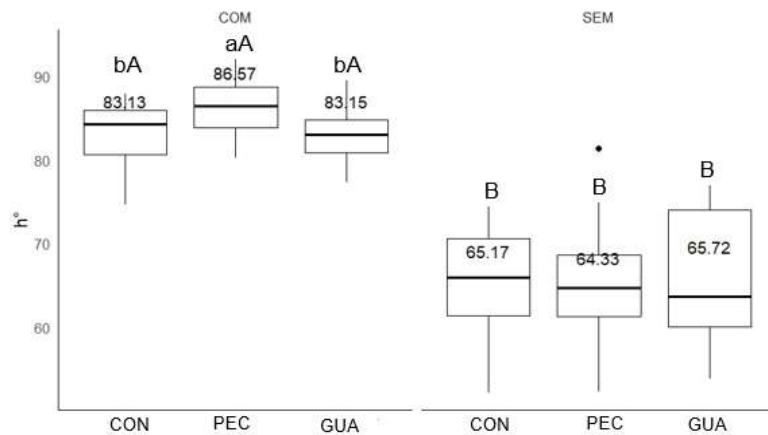 COM SEM
bA aA bA
83.13 86.57 83.15
B B B
65.17 64.33 65.72
h°
90
80
70
60
CON PEC GUA CON PEC GUA